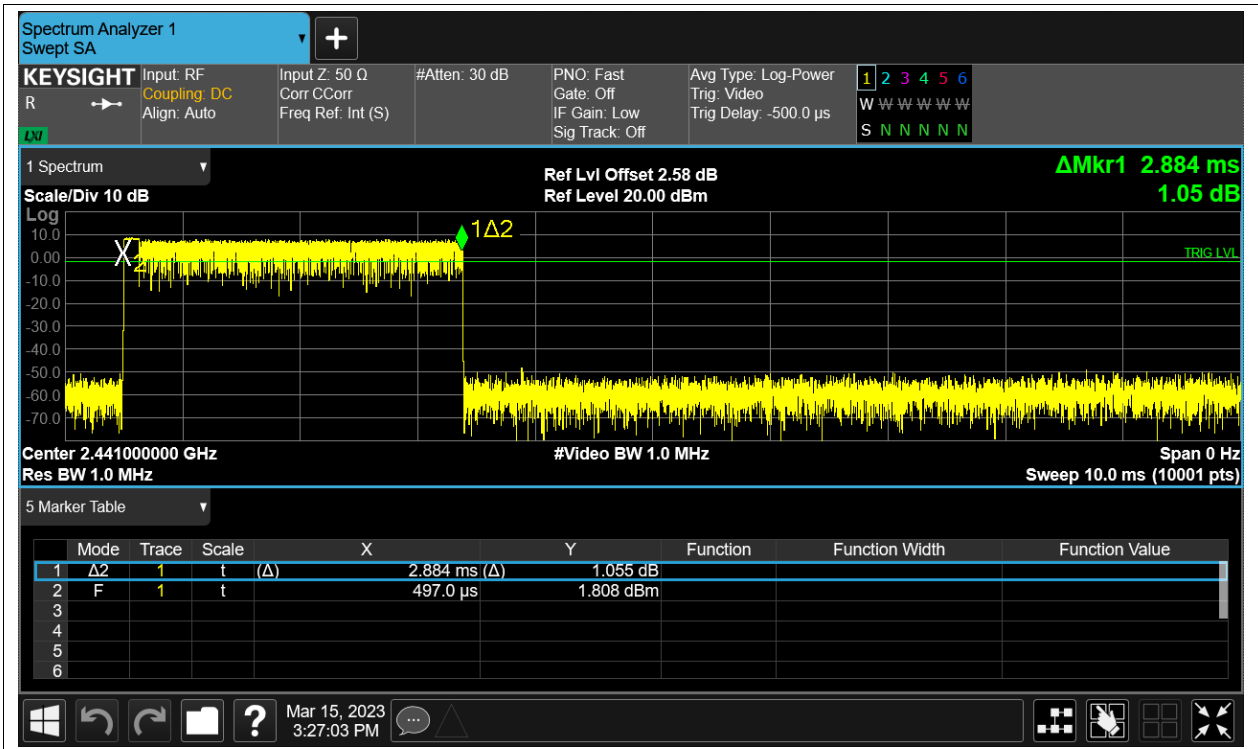 Spectrum Analyzer 1
Swept SA
KEYSIGHT
R
LXI
Input: RF
Coupling: DC
Align: Auto
Input Z: 50 Ω
Corr CCorr
Freq Ref: Int (S)
#Atten: 30 dB
PNO: Fast
Gate: Off
IF Gain: Low
Sig Track: Off
Avg Type: Log-Power
Trig: Video
Trig Delay: -500.0 µs
1 2 3 4 5 6
W W W W W W
S N N N N N
1 Spectrum
Scale/Div 10 dB
Ref Lvl Offset 2.58 dB
Ref Level 20.00 dBm
ΔMkr1 2.884 ms
1.05 dB
Log
10.0
0.00
-10.0
-20.0
-30.0
-40.0
-50.0
-60.0
-70.0
X
2
1Δ2
TRIG LVL
Center 2.441000000 GHz
Res BW 1.0 MHz
#Video BW 1.0 MHz
Span 0 Hz
Sweep 10.0 ms (10001 pts)
5 Marker Table
Mode Trace Scale X Y Function Function Width Function Value
1 Δ2 1 t (Δ) 2.884 ms (Δ) 1.055 dB
2 F 1 t 497.0 µs 1.808 dBm
3
4
5
6
?
Mar 15, 2023
3:27:03 PM